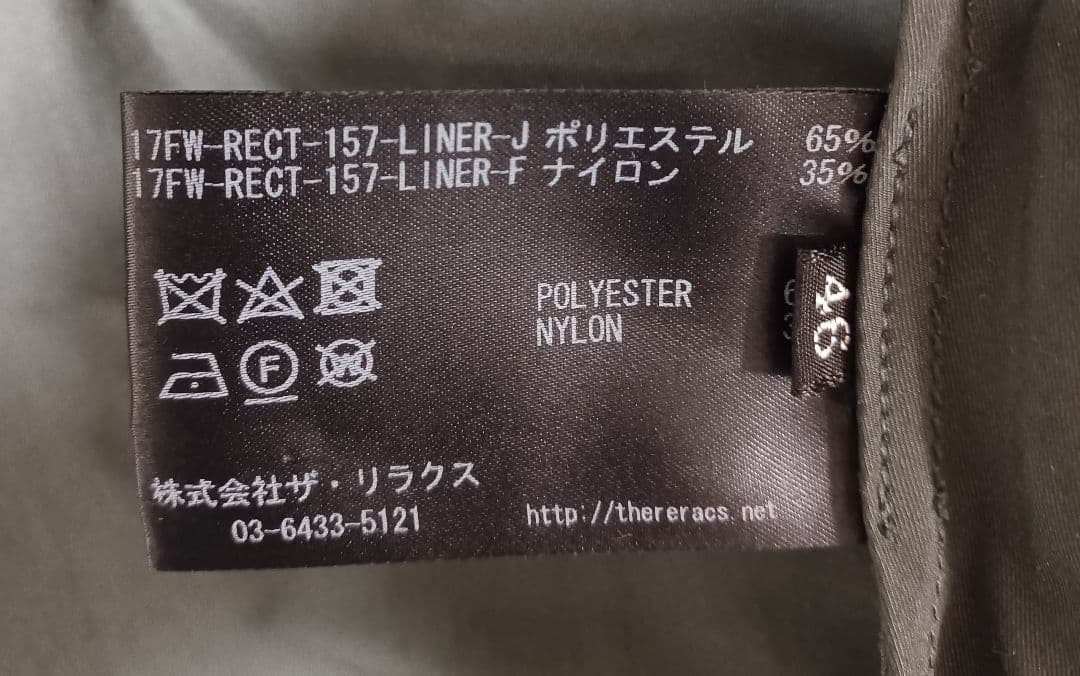 17FW-RECT-157-LINER-J ポリエステル 65%
17FW-RECT-157-LINER-F ナイロン 35%
POLYESTER
NYLON
46
F
W
株式会社ザ・リラクス
03-6433-5121
http://thereracs.net